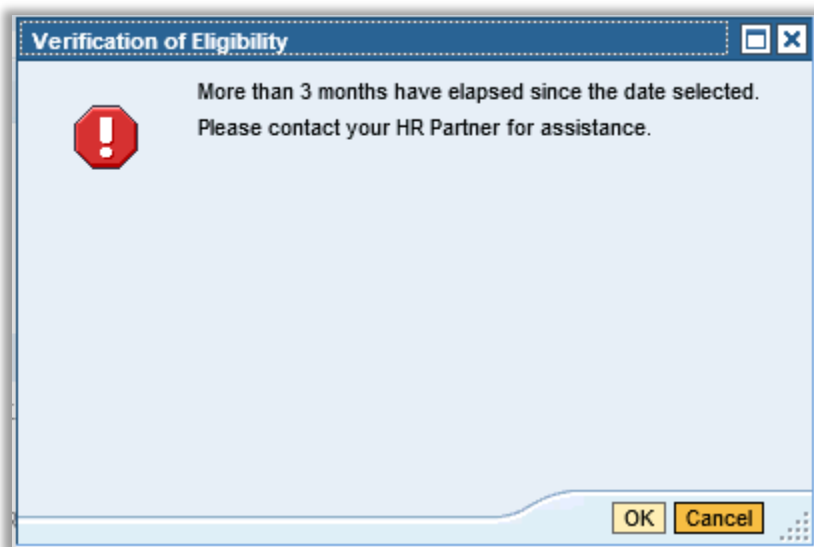 Verification of Eligibility
More than 3 months have elapsed since the date selected.
Please contact your HR Partner for assistance.
OK Cancel